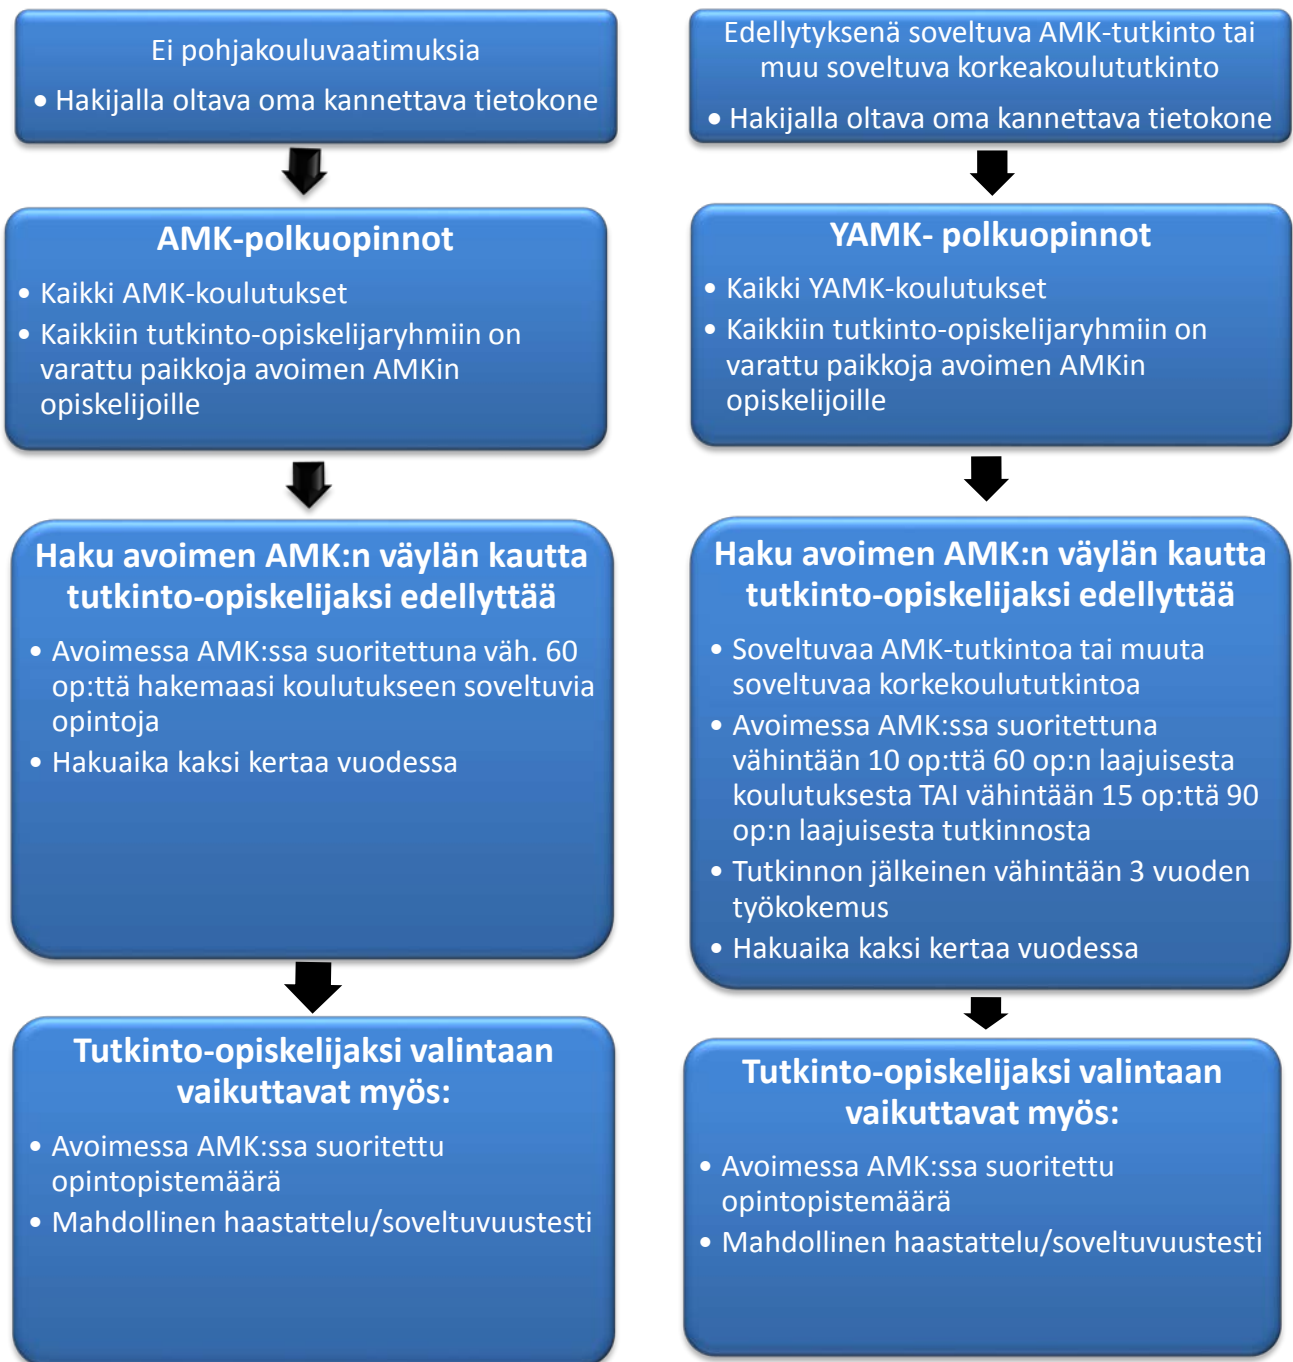 Ei pohjakouluvaatimuksia
• Hakijalla oltava oma kannettava tietokone
AMK-polkuopinnot
• Kaikki AMK-koulutukset
• Kaikkiin tutkinto-opiskelijaryhmiin on
varattu paikkoja avoimen AMKin
opiskelijoille
Haku avoimen AMK:n väylän kautta
tutkinto-opiskelijaksi edellyttää
• Avoimessa AMK:ssa suoritettuna väh. 60
op:ttä hakemaasi koulutukseen soveltuvia
opintoja
• Hakuaika kaksi kertaa vuodessa
Tutkinto-opiskelijaksi valintaan
vaikuttavat myös:
• Avoimessa AMK:ssa suoritettu
opintopistemäärä
• Mahdollinen haastattelu/soveltuvuustesti
Edellytyksenä soveltuva AMK-tutkinto tai
muu soveltuva korkeakoulututkinto
• Hakijalla oltava oma kannettava tietokone
YAMK- polkuopinnot
• Kaikki YAMK-koulutukset
• Kaikkiin tutkinto-opiskelijaryhmiin on
varattu paikkoja avoimen AMKin
opiskelijoille
Haku avoimen AMK:n väylän kautta
tutkinto-opiskelijaksi edellyttää
• Soveltuvaa AMK-tutkintoa tai muuta
soveltuvaa korkekoulututkintoa
• Avoimessa AMK:ssa suoritettuna
vähintään 10 op:ttä 60 op:n laajuisesta
koulutuksesta TAI vähintään 15 op:ttä 90
op:n laajuisesta tutkinnosta
• Tutkinnon jälkeinen vähintään 3 vuoden
työkokemus
• Hakuaika kaksi kertaa vuodessa
Tutkinto-opiskelijaksi valintaan
vaikuttavat myös:
• Avoimessa AMK:ssa suoritettu
opintopistemäärä
• Mahdollinen haastattelu/soveltuvuustesti